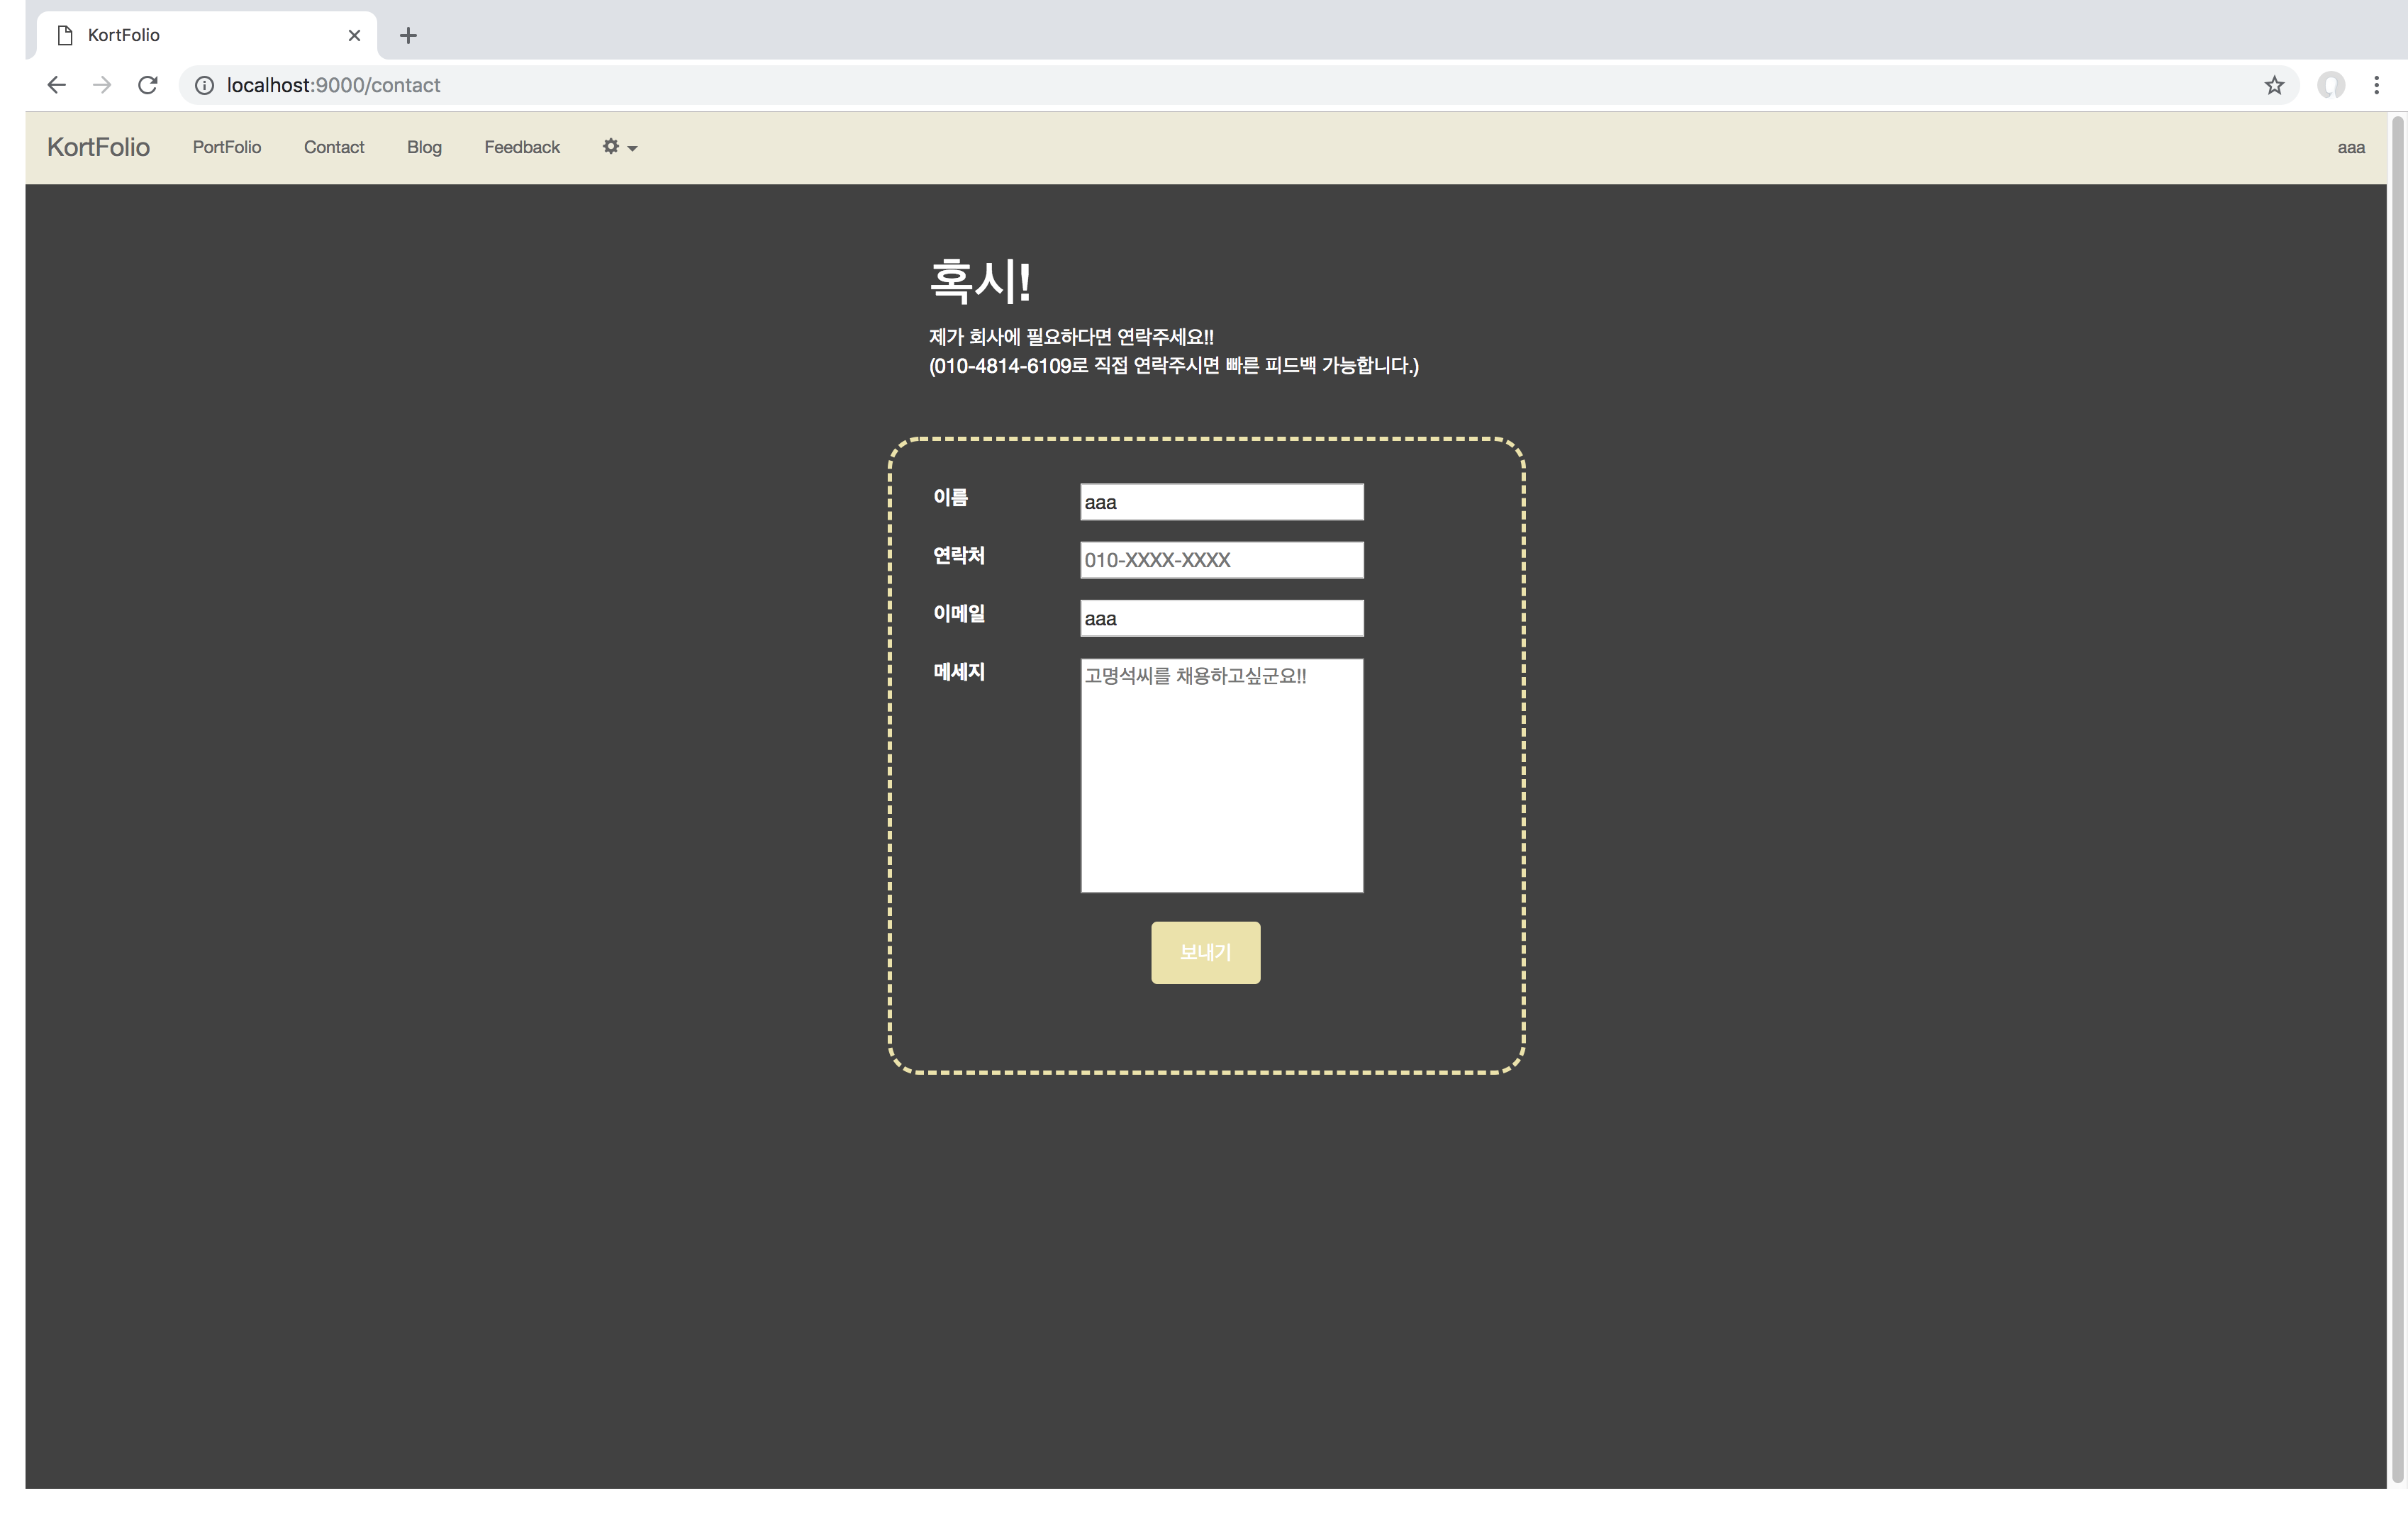 KortFolio
localhost:9000/contact
KortFolio PortFolio Contact Blog Feedback aaa
혹시!
제가 회사에 필요하다면 연락주세요!!
(010-4814-6109로 직접 연락주시면 빠른 피드백 가능합니다.)
이름 aaa
연락처 010-XXXX-XXXX
이메일 aaa
메세지 고명석씨를 채용하고싶군요!!
보내기